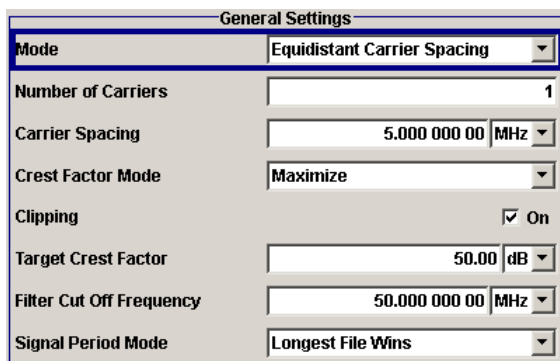 General Settings
Mode Equidistant Carrier Spacing
Number of Carriers 1
Carrier Spacing 5.000 000 00 MHz
Crest Factor Mode Maximize
Clipping On
Target Crest Factor 50.00 dB
Filter Cut Off Frequency 50.000 000 00 MHz
Signal Period Mode Longest File Wins